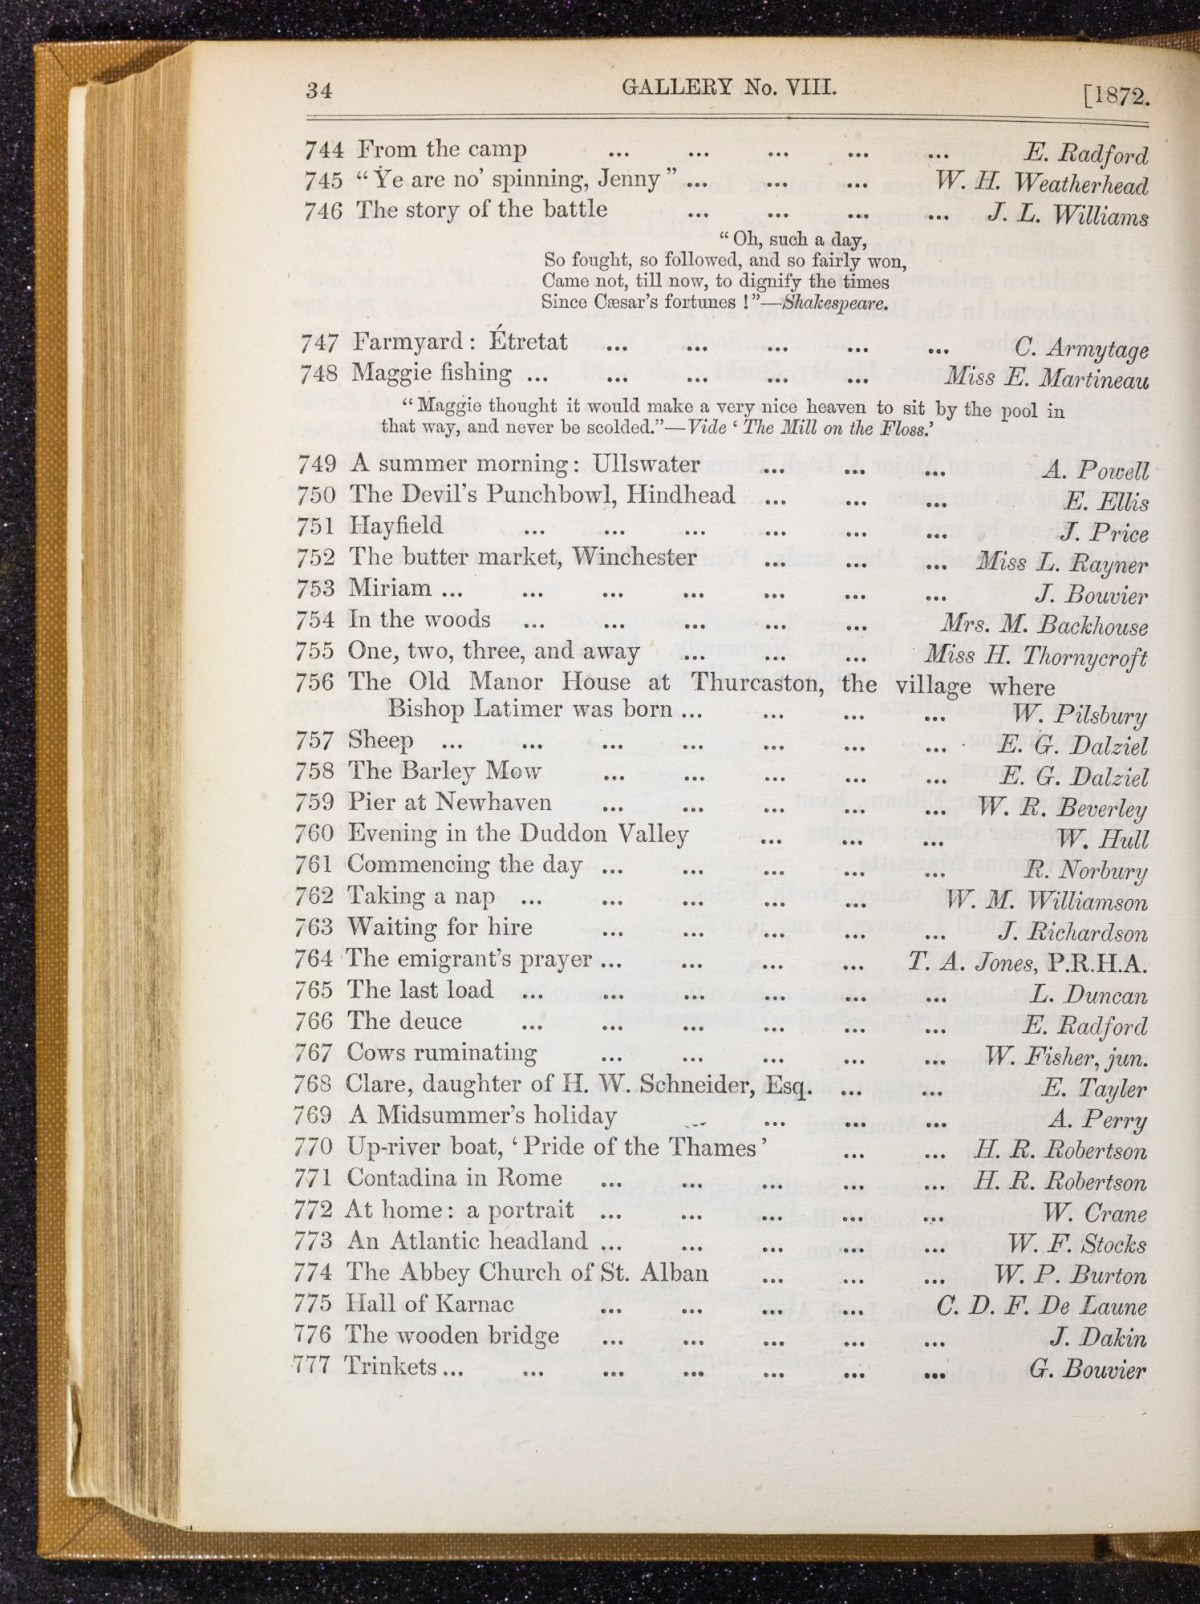 34 GALLERY No. VIII. [1872.
744 From the camp ... ... ... ... ... E. Radford
745 “Ye are no’ spinning, Jenny” ... ... ... W. H. Weatherhead
746 The story of the battle ... ... ... ... J. L. Williams
“Oh, such a day,
So fought, so followed, and so fairly won,
Came not, till now, to dignify the times
Since Cæsar’s fortunes!”—Shakespeare.
747 Farmyard: Étretat ... ... ... ... ... C. Armytage
748 Maggie fishing ... ... ... ... ... Miss E. Martineau
“Maggie thought it would make a very nice heaven to sit by the pool in
that way, and never be scolded.”—Vide ‘The Mill on the Floss.’
749 A summer morning: Ullswater ... ... ... A. Powell
750 The Devil’s Punchbowl, Hindhead ... ... ... E. Ellis
751 Hayfield ... ... ... ... ... ... J. Price
752 The butter market, Winchester ... ... ... Miss L. Rayner
753 Miriam ... ... ... ... ... ... ... J. Bouvier
754 In the woods ... ... ... ... ... Mrs. M. Backhouse
755 One, two, three, and away ... ... ... Miss H. Thornycroft
756 The Old Manor House at Thurcaston, the village where
Bishop Latimer was born ... ... ... ... W. Pilsbury
757 Sheep ... ... ... ... ... ... ... E. G. Dalziel
758 The Barley Mow ... ... ... ... ... E. G. Dalziel
759 Pier at Newhaven ... ... ... ... ... W. R. Beverley
760 Evening in the Duddon Valley ... ... ... W. Hull
761 Commencing the day ... ... ... ... ... R. Norbury
762 Taking a nap ... ... ... ... ... W. M. Williamson
763 Waiting for hire ... ... ... ... ... J. Richardson
764 The emigrant’s prayer ... ... ... ... T. A. Jones, P.R.H.A.
765 The last load ... ... ... ... ... ... L. Duncan
766 The deuce ... ... ... ... ... ... E. Radford
767 Cows ruminating ... ... ... ... ... W. Fisher, jun.
768 Clare, daughter of H. W. Schneider, Esq. ... ... E. Tayler
769 A Midsummer’s holiday ... ... ... ... A. Perry
770 Up-river boat, ‘Pride of the Thames’ ... ... H. R. Robertson
771 Contadina in Rome ... ... ... ... ... H. R. Robertson
772 At home: a portrait ... ... ... ... ... W. Crane
773 An Atlantic headland ... ... ... ... ... W. F. Stocks
774 The Abbey Church of St. Alban ... ... ... W. P. Burton
775 Hall of Karnac ... ... ... ... C. D. F. De Laune
776 The wooden bridge ... ... ... ... ... J. Dakin
777 Trinkets ... ... ... ... ... ... ... G. Bouvier